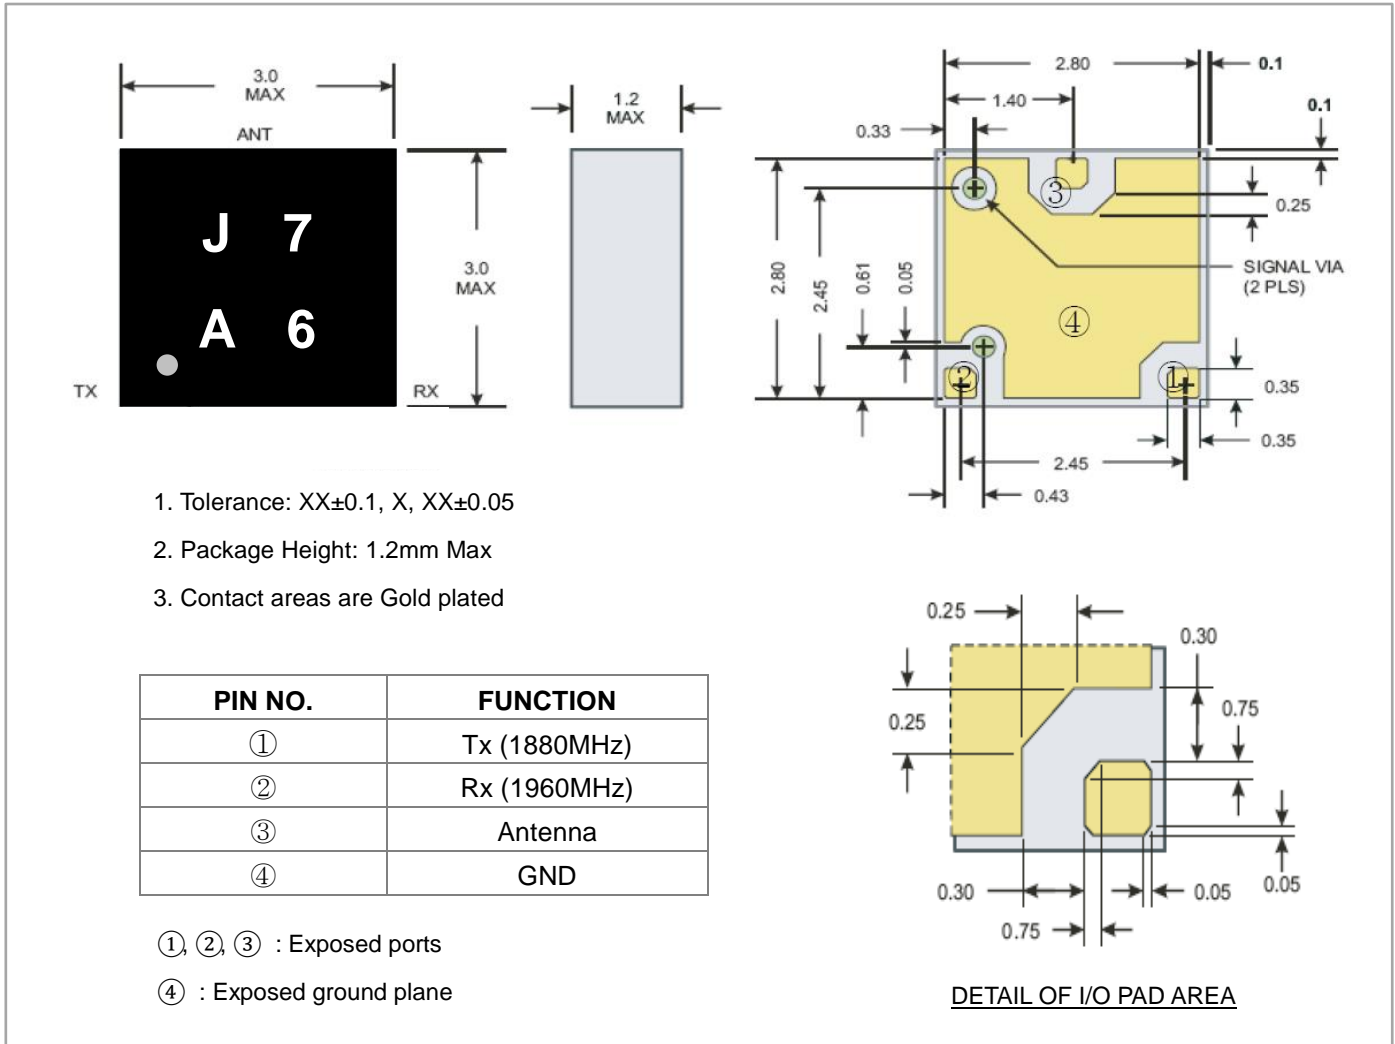 3.0
MAX
ANT
J 7
A 6
TX
RX
3.0
MAX
1.2
MAX
2.80
0.1
1.40
0.1
0.33
③
0.25
2.80
2.45
0.61
0.05
SIGNAL VIA
(2 PLS)
④
②
①
0.35
0.35
2.45
0.43
1. Tolerance: XX±0.1, X, XX±0.05
2. Package Height: 1.2mm Max
3. Contact areas are Gold plated
PIN NO. FUNCTION
① Tx (1880MHz)
② Rx (1960MHz)
③ Antenna
④ GND
①, ②, ③ : Exposed ports
④ : Exposed ground plane
0.25
0.30
0.25
0.75
0.30
0.05
0.05
0.75
DETAIL OF I/O PAD AREA